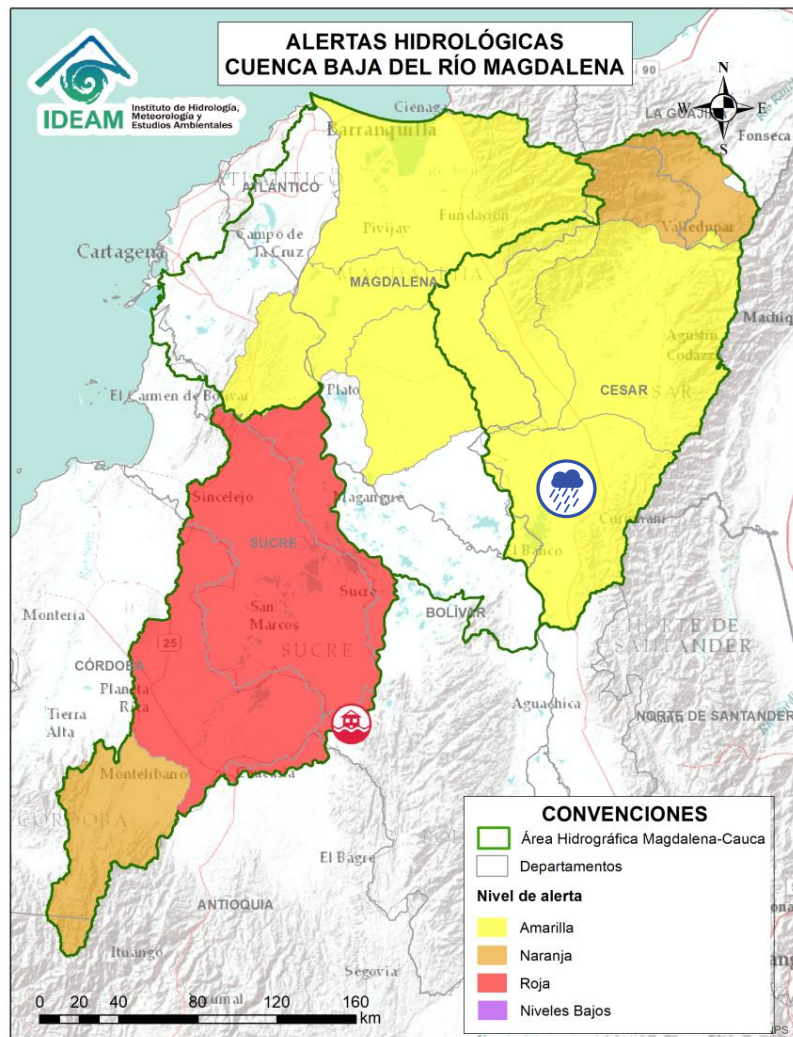 ALERTAS HIDROLÓGICAS
CUENCA BAJA DEL RÍO MAGDALENA
IDEAM
Instituto de Hidrología,
Meteorología y
Estudios Ambientales
90
N
W E
S
LA GUAJIRA
Fonseca
Ciénaga
Barranquilla
ATLÁNTICO
Cartagena
Campo de
la Cruz
Pivijay
Fundación
Valledupar
MAGDALENA
MAGDALENA
Agustín
Codazzi
CESAR
El Carmen de Bolívar
Plato
Sincelejo
Magangue
SUCRE
El Banco
Sucre
San
Marcos
SUCRE
BOLÍVAR
Montería
25
CÓRDOBA
Planeta
Rica
Tierra
Alta
NORTE DE
SANTANDER
NORTE DE SANTANDER
Aguachica
Montelíbano
CÓRDOBA
El Bagre
ANTIOQUIA
Ituango
Segovia
CONVENCIONES
Área Hidrográfica Magdalena-Cauca
Departamentos
Nivel de alerta
Amarilla
Naranja
Roja
Niveles Bajos
0 20 40 80 120 160
km